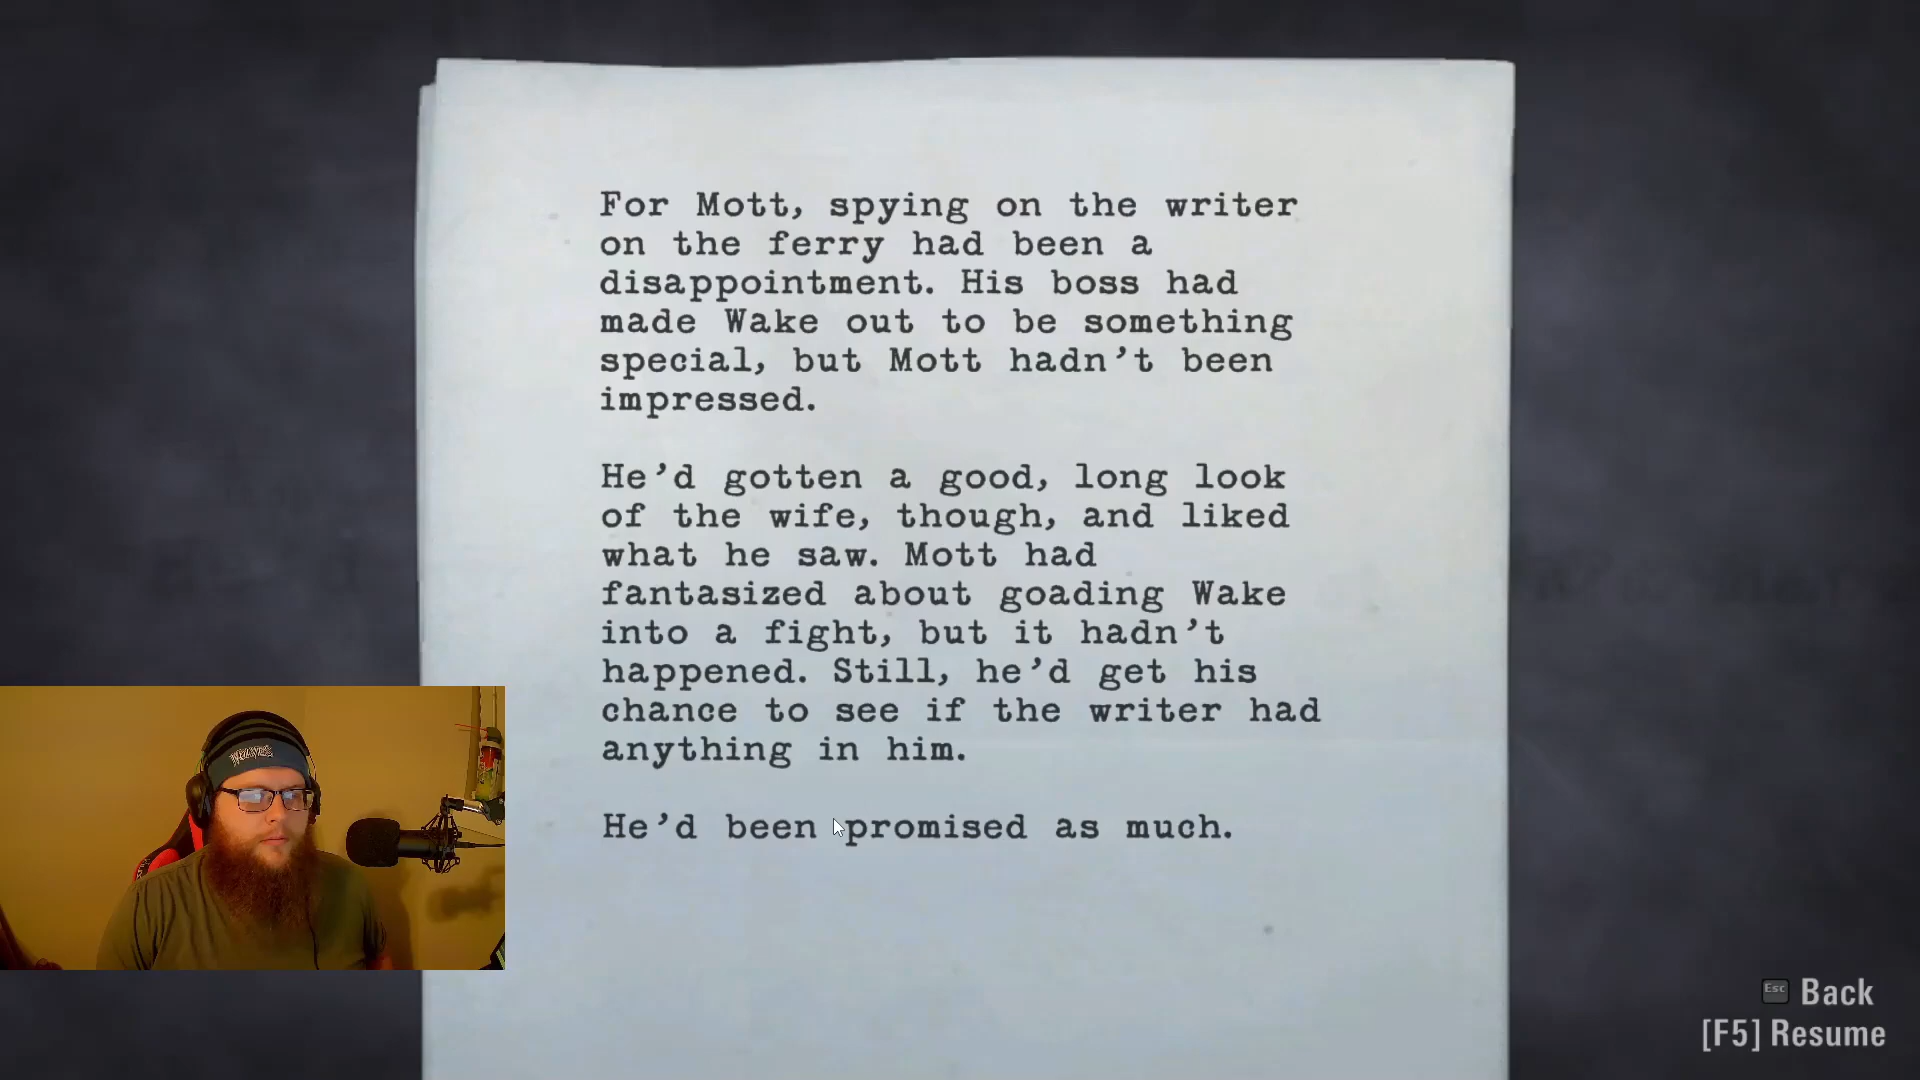 For Mott, spying on the writer
on the ferry had been a
disappointment. His boss had
made Wake out to be something
special, but Mott hadn’t been
impressed.
He’d gotten a good, long look
of the wife, though, and liked
what he saw. Mott had
fantasized about goading Wake
into a fight, but it hadn’t
happened. Still, he’d get his
chance to see if the writer had
anything in him.
He’d been promised as much.
Esc Back
[F5] Resume